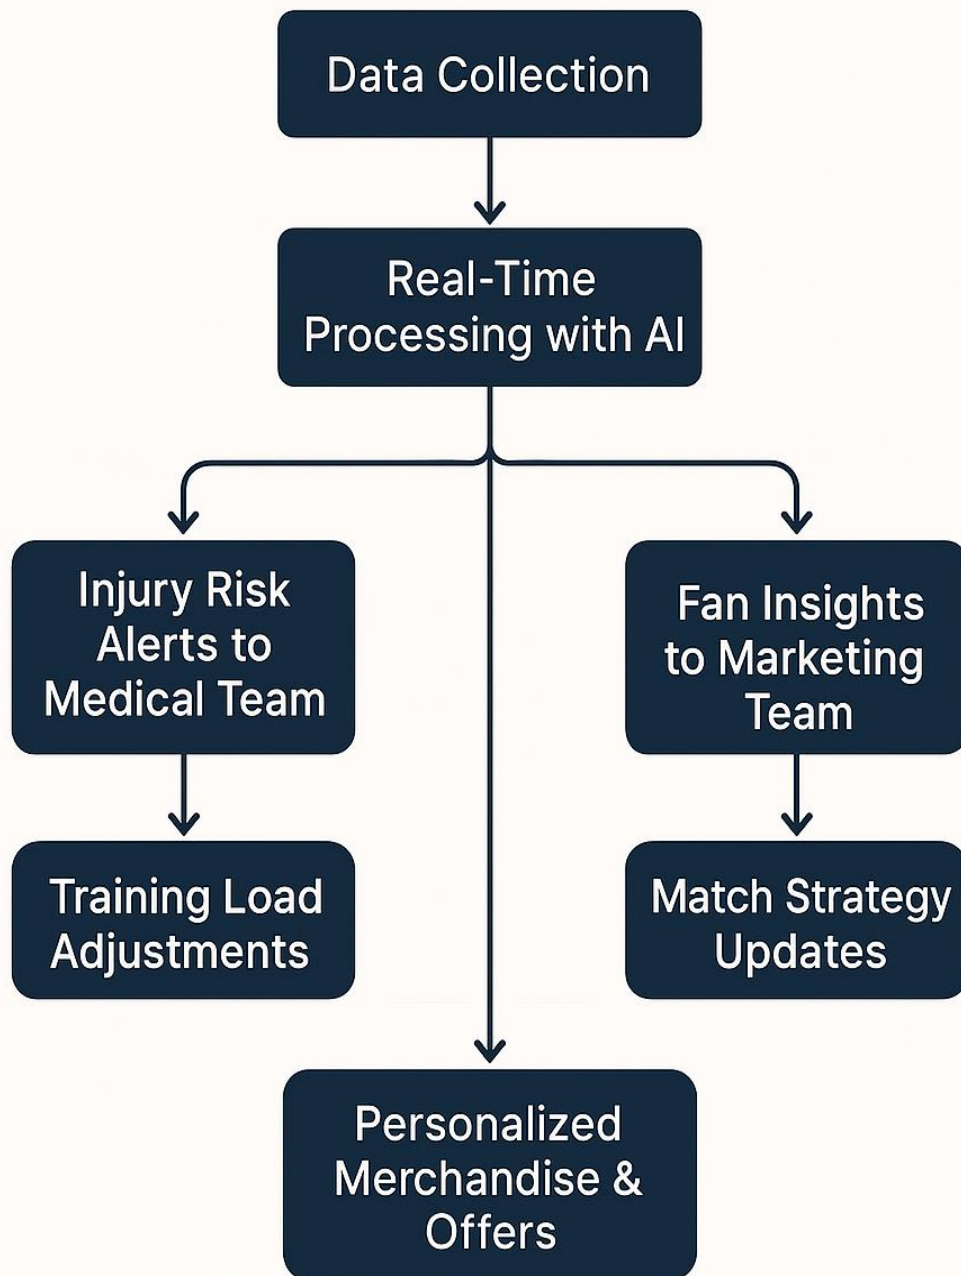 Data Collection
Real-Time
Processing with AI
Injury Risk
Alerts to
Medical Team
Fan Insights
to Marketing
Team
Training Load
Adjustments
Match Strategy
Updates
Personalized
Merchandise &
Offers